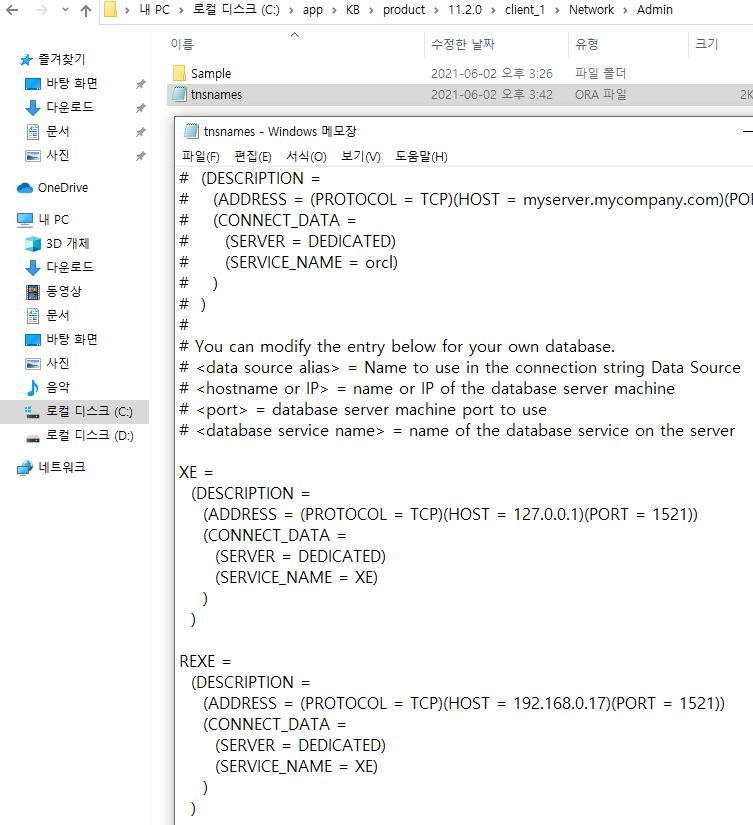 내 PC > 로컬 디스크 (C:) > app > KB > product > 11.2.0 > client_1 > Network > Admin
이름 수정한 날짜 유형 크기
즐겨찾기
바탕 화면
다운로드
문서
사진
OneDrive
내 PC
3D 개체
다운로드
동영상
문서
바탕 화면
사진
음악
로컬 디스크 (C:)
로컬 디스크 (D:)
네트워크
Sample 2021-06-02 오후 3:26 파일 폴더
tnsnames 2021-06-02 오후 3:42 ORA 파일 2K
tnsnames - Windows 메모장
파일(F) 편집(E) 서식(O) 보기(V) 도움말(H)
#   (DESCRIPTION =
#     (ADDRESS = (PROTOCOL = TCP)(HOST = myserver.mycompany.com)(POR
#     (CONNECT_DATA =
#       (SERVER = DEDICATED)
#       (SERVICE_NAME = orcl)
#     )
#   )
#
# You can modify the entry below for your own database.
# <data source alias> = Name to use in the connection string Data Source
# <hostname or IP> = name or IP of the database server machine
# <port> = database server machine port to use
# <database service name> = name of the database service on the server
XE =
  (DESCRIPTION =
    (ADDRESS = (PROTOCOL = TCP)(HOST = 127.0.0.1)(PORT = 1521))
    (CONNECT_DATA =
      (SERVER = DEDICATED)
      (SERVICE_NAME = XE)
    )
  )
REXE =
  (DESCRIPTION =
    (ADDRESS = (PROTOCOL = TCP)(HOST = 192.168.0.17)(PORT = 1521))
    (CONNECT_DATA =
      (SERVER = DEDICATED)
      (SERVICE_NAME = XE)
    )
  )